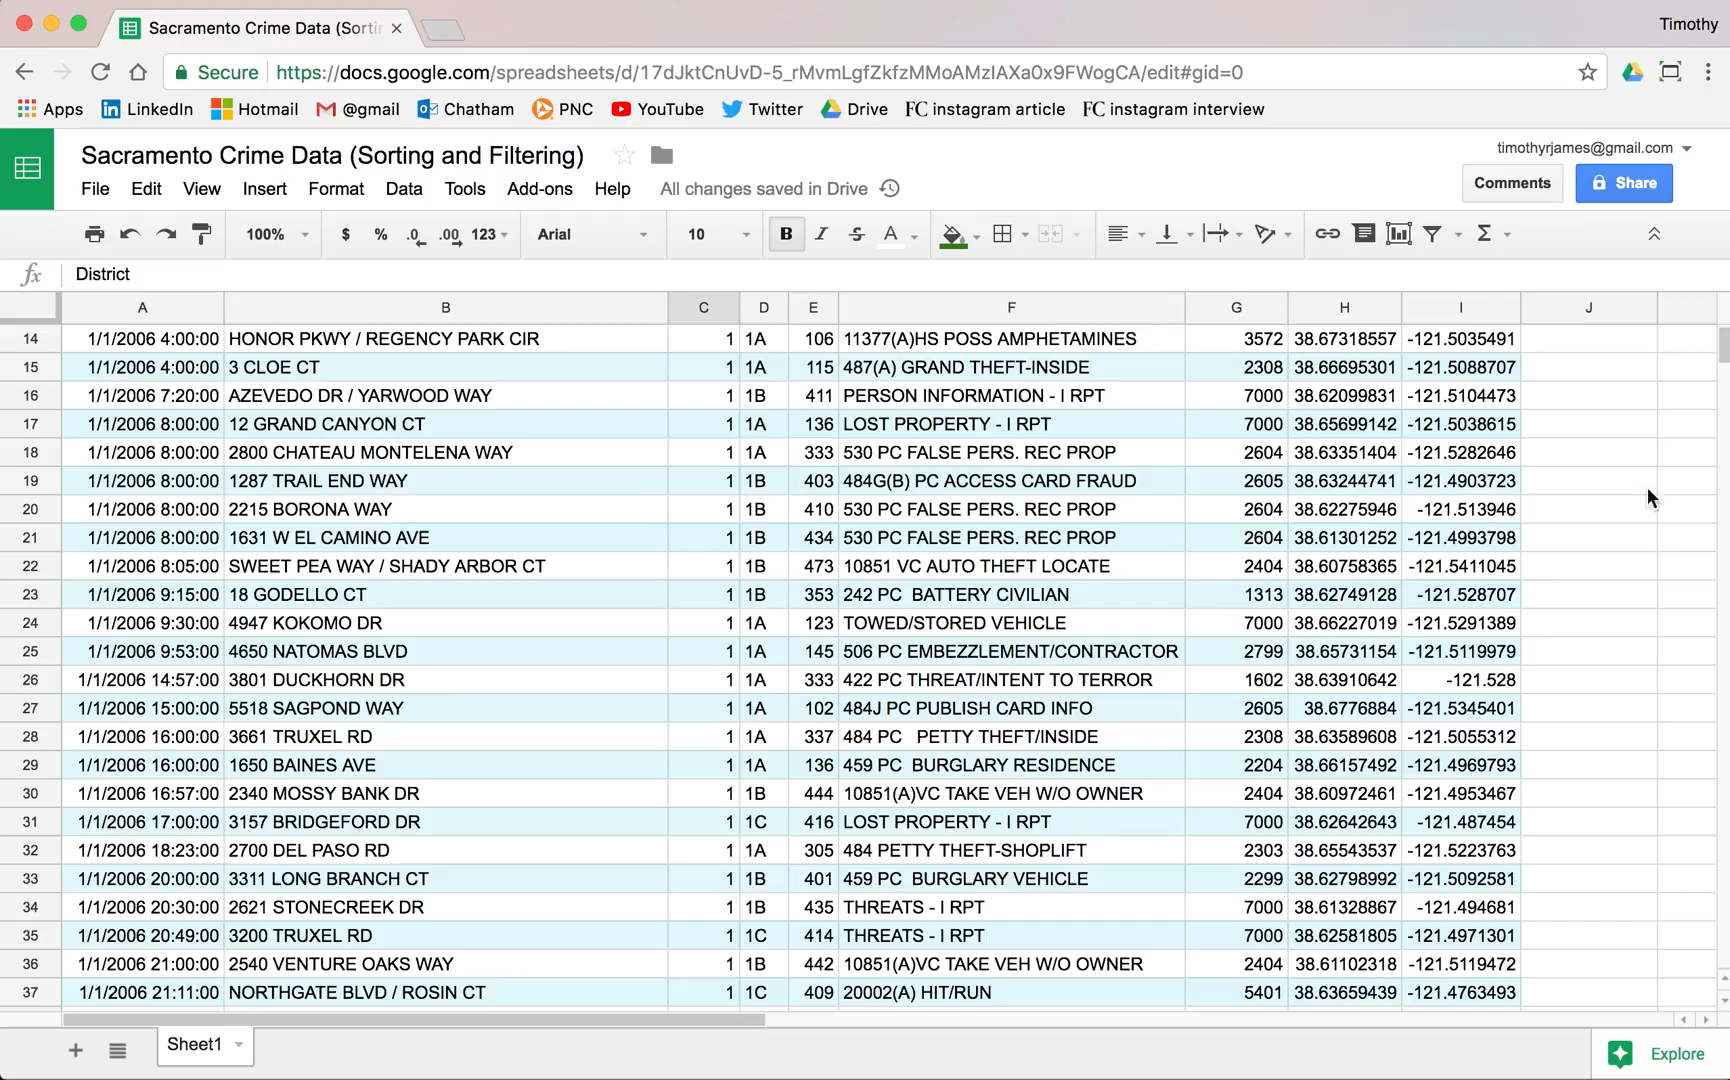 Sacramento Crime Data (Sorti
Timothy
Secure https://docs.google.com/spreadsheets/d/17dJktCnUvD-5_rMvmLgfZkfzMMoAMzIAXa0x9FWogCA/edit#gid=0
Apps LinkedIn Hotmail @gmail Chatham PNC YouTube Twitter Drive FC instagram article FC instagram interview
Sacramento Crime Data (Sorting and Filtering)
timothyrjames@gmail.com
File Edit View Insert Format Data Tools Add-ons Help All changes saved in Drive
Comments Share
100% $ % .0 .00 123 Arial 10 B I S A Σ
fx District
A B C D E F G H I J
14 1/1/2006 4:00:00 HONOR PKWY / REGENCY PARK CIR 1 1A 106 11377(A)HS POSS AMPHETAMINES 3572 38.67318557 -121.5035491
15 1/1/2006 4:00:00 3 CLOE CT 1 1A 115 487(A) GRAND THEFT-INSIDE 2308 38.66695301 -121.5088707
16 1/1/2006 7:20:00 AZEVEDO DR / YARWOOD WAY 1 1B 411 PERSON INFORMATION - I RPT 7000 38.62099831 -121.5104473
17 1/1/2006 8:00:00 12 GRAND CANYON CT 1 1A 136 LOST PROPERTY - I RPT 7000 38.65699142 -121.5038615
18 1/1/2006 8:00:00 2800 CHATEAU MONTELENA WAY 1 1A 333 530 PC FALSE PERS. REC PROP 2604 38.63351404 -121.5282646
19 1/1/2006 8:00:00 1287 TRAIL END WAY 1 1B 403 484G(B) PC ACCESS CARD FRAUD 2605 38.63244741 -121.4903723
20 1/1/2006 8:00:00 2215 BORONA WAY 1 1B 410 530 PC FALSE PERS. REC PROP 2604 38.62275946 -121.513946
21 1/1/2006 8:00:00 1631 W EL CAMINO AVE 1 1B 434 530 PC FALSE PERS. REC PROP 2604 38.61301252 -121.4993798
22 1/1/2006 8:05:00 SWEET PEA WAY / SHADY ARBOR CT 1 1B 473 10851 VC AUTO THEFT LOCATE 2404 38.60758365 -121.5411045
23 1/1/2006 9:15:00 18 GODELLO CT 1 1B 353 242 PC  BATTERY CIVILIAN 1313 38.62749128 -121.528707
24 1/1/2006 9:30:00 4947 KOKOMO DR 1 1A 123 TOWED/STORED VEHICLE 7000 38.66227019 -121.5291389
25 1/1/2006 9:53:00 4650 NATOMAS BLVD 1 1A 145 506 PC EMBEZZLEMENT/CONTRACTOR 2799 38.65731154 -121.5119979
26 1/1/2006 14:57:00 3801 DUCKHORN DR 1 1A 333 422 PC THREAT/INTENT TO TERROR 1602 38.63910642 -121.528
27 1/1/2006 15:00:00 5518 SAGPOND WAY 1 1A 102 484J PC PUBLISH CARD INFO 2605 38.6776884 -121.5345401
28 1/1/2006 16:00:00 3661 TRUXEL RD 1 1A 337 484 PC   PETTY THEFT/INSIDE 2308 38.63589608 -121.5055312
29 1/1/2006 16:00:00 1650 BAINES AVE 1 1A 136 459 PC  BURGLARY RESIDENCE 2204 38.66157492 -121.4969793
30 1/1/2006 16:57:00 2340 MOSSY BANK DR 1 1B 444 10851(A)VC TAKE VEH W/O OWNER 2404 38.60972461 -121.4953467
31 1/1/2006 17:00:00 3157 BRIDGEFORD DR 1 1C 416 LOST PROPERTY - I RPT 7000 38.62642643 -121.487454
32 1/1/2006 18:23:00 2700 DEL PASO RD 1 1A 305 484 PETTY THEFT-SHOPLIFT 2303 38.65543537 -121.5223763
33 1/1/2006 20:00:00 3311 LONG BRANCH CT 1 1B 401 459 PC  BURGLARY VEHICLE 2299 38.62798992 -121.5092581
34 1/1/2006 20:30:00 2621 STONECREEK DR 1 1B 435 THREATS - I RPT 7000 38.61328867 -121.494681
35 1/1/2006 20:49:00 3200 TRUXEL RD 1 1C 414 THREATS - I RPT 7000 38.62581805 -121.4971301
36 1/1/2006 21:00:00 2540 VENTURE OAKS WAY 1 1B 442 10851(A)VC TAKE VEH W/O OWNER 2404 38.61102318 -121.5119472
37 1/1/2006 21:11:00 NORTHGATE BLVD / ROSIN CT 1 1C 409 20002(A) HIT/RUN 5401 38.63659439 -121.4763493
Sheet1
Explore